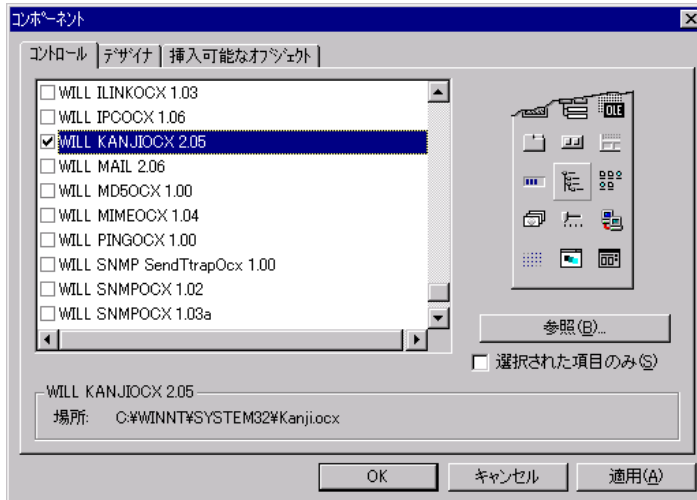 コンポーネント
コントロール デザイナ 挿入可能なオブジェクト
WILL ILINKOCX 1.03
WILL IPCOCX 1.06
WILL KANJIOCX 2.05
WILL MAIL 2.06
WILL MD5OCX 1.00
WILL MIMEOCX 1.04
WILL PINGOCX 1.00
WILL SNMP SendTtrapOcx 1.00
WILL SNMPOCX 1.02
WILL SNMPOCX 1.03a
OLE
参照(B)...
選択された項目のみ(S)
WILL KANJIOCX 2.05
場所: C:¥WINNT¥SYSTEM32¥Kanji.ocx
OK キャンセル 適用(A)